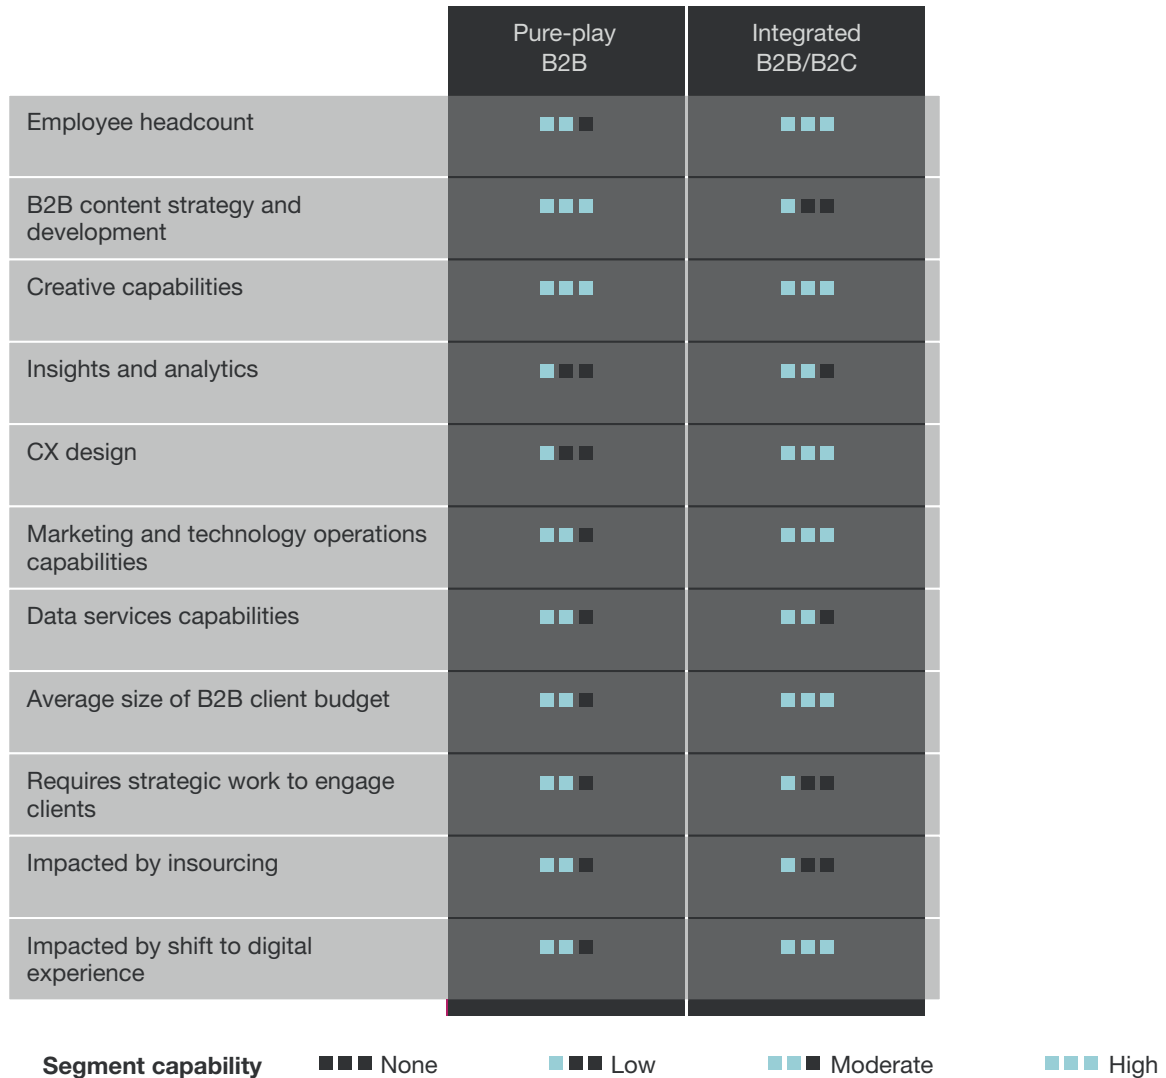 Pure-play
B2B
Integrated
B2B/B2C
Employee headcount
B2B content strategy and
development
Creative capabilities
Insights and analytics
CX design
Marketing and technology operations
capabilities
Data services capabilities
Average size of B2B client budget
Requires strategic work to engage
clients
Impacted by insourcing
Impacted by shift to digital
experience
Segment capability None Low Moderate High